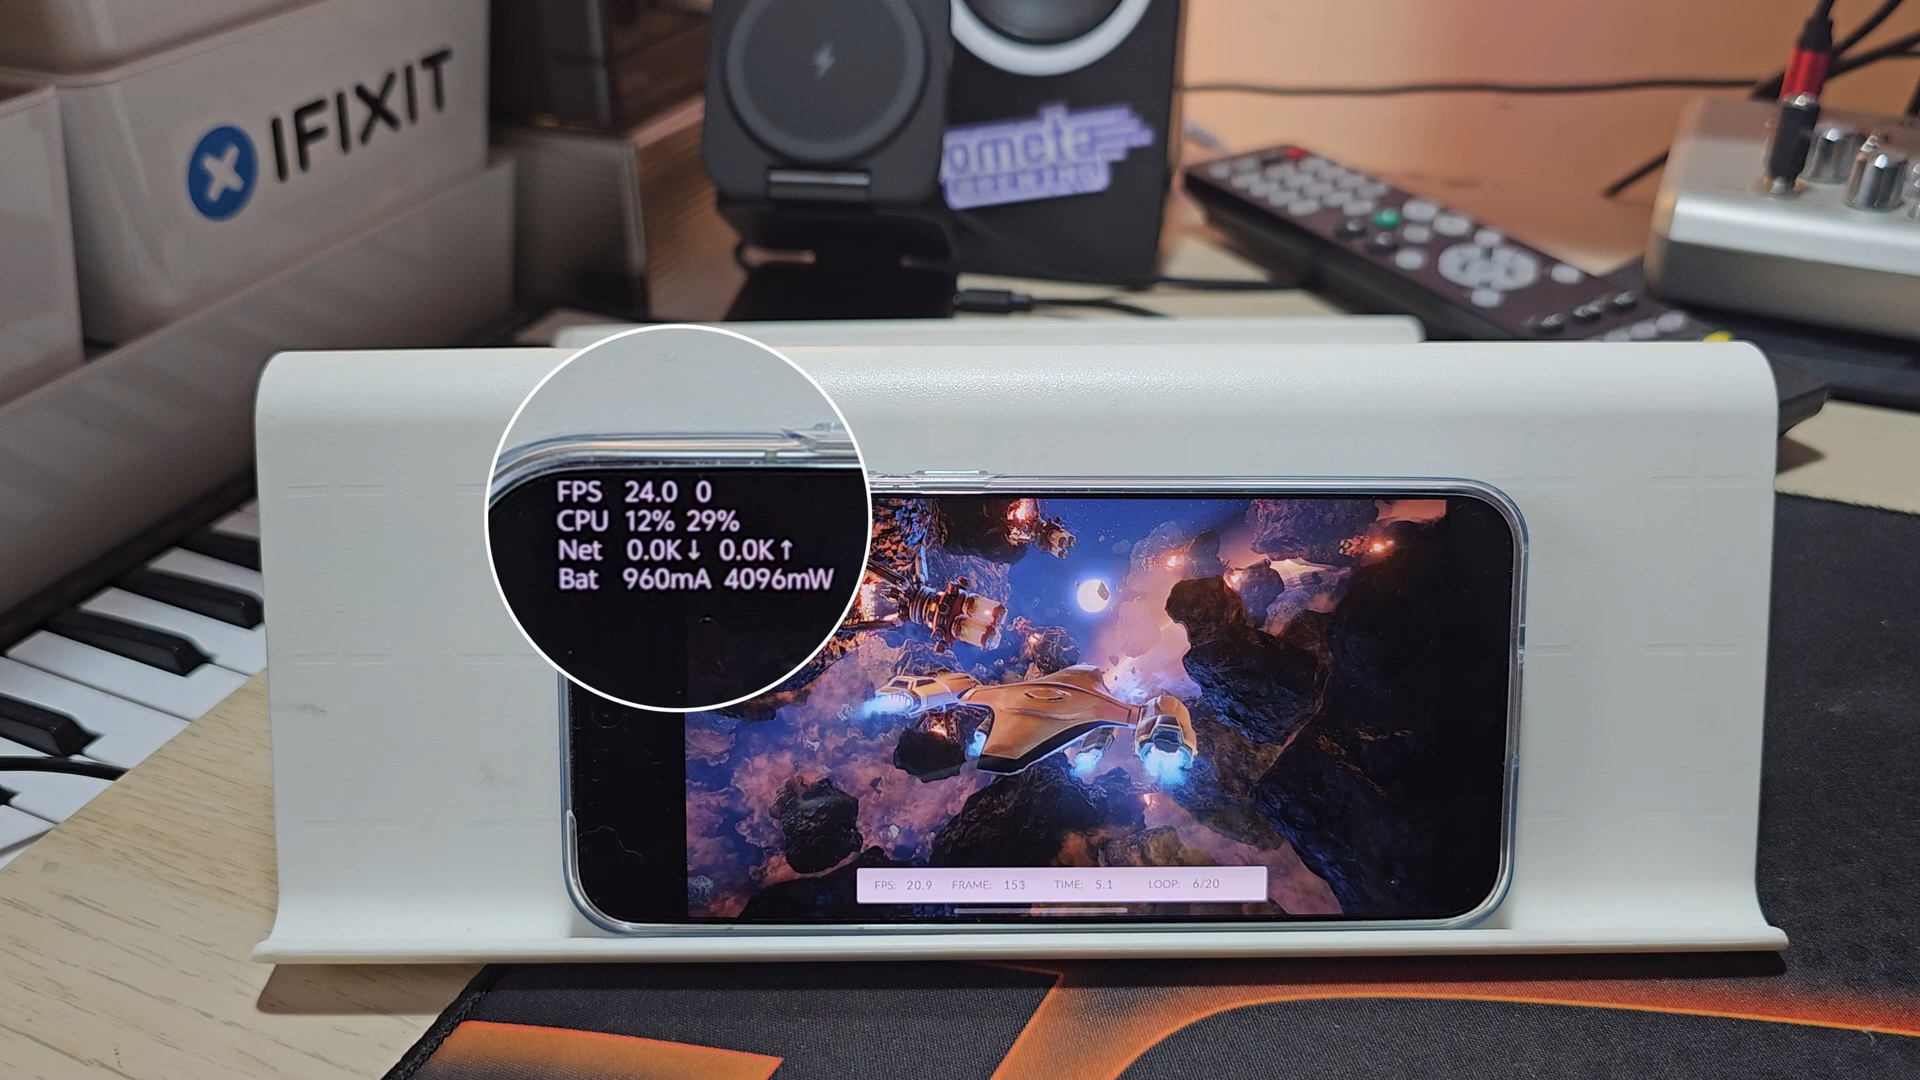 IFIXIT
omcte
FPS 24.0 0
CPU 12% 29%
Net 0.0K↓ 0.0K↑
Bat 960mA 4096mW
FPS: 20.9 FRAME: 153 TIME: 5.1 LOOP: 6/20